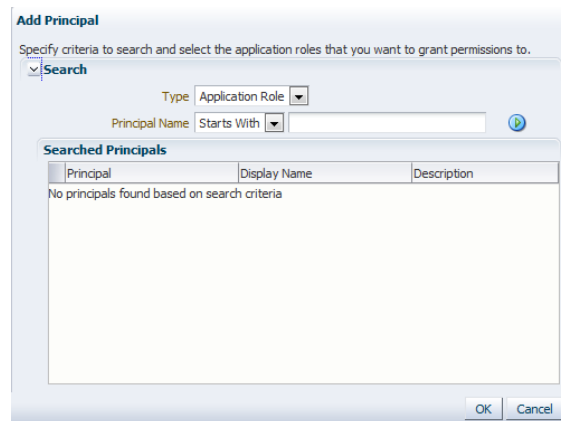 Add Principal
Specify criteria to search and select the application roles that you want to grant permissions to.
Search
Type Application Role
Principal Name Starts With
Searched Principals
Principal Display Name Description
No principals found based on search criteria
OK Cancel